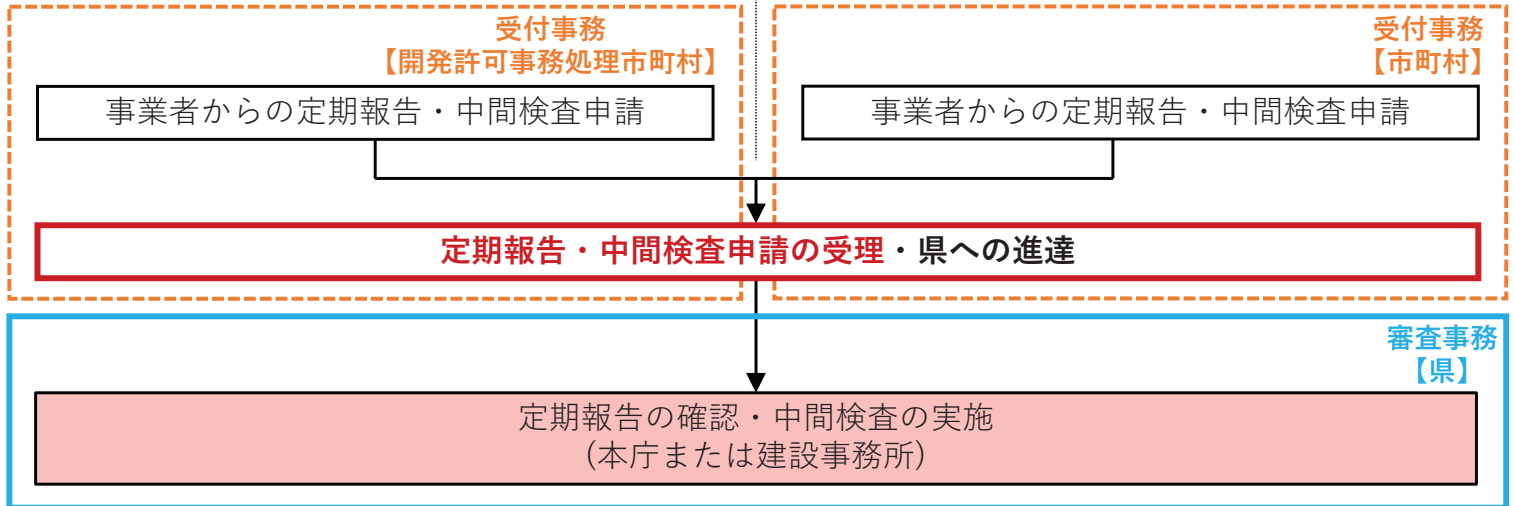 受付事務
【開発許可事務処理市町村】
事業者からの定期報告・中間検査申請
受付事務
【市町村】
事業者からの定期報告・中間検査申請
定期報告・中間検査申請の受理・県への進達
審査事務
【県】
定期報告の確認・中間検査の実施
(本庁または建設事務所)